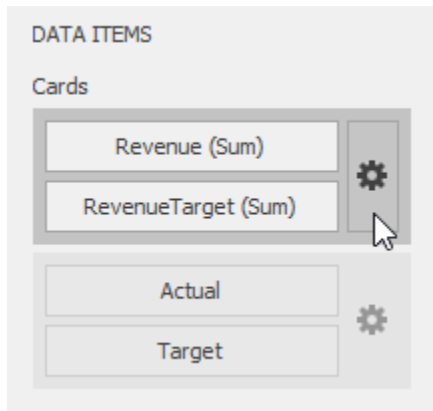 DATA ITEMS
Cards
Revenue (Sum)
RevenueTarget (Sum)
Actual
Target